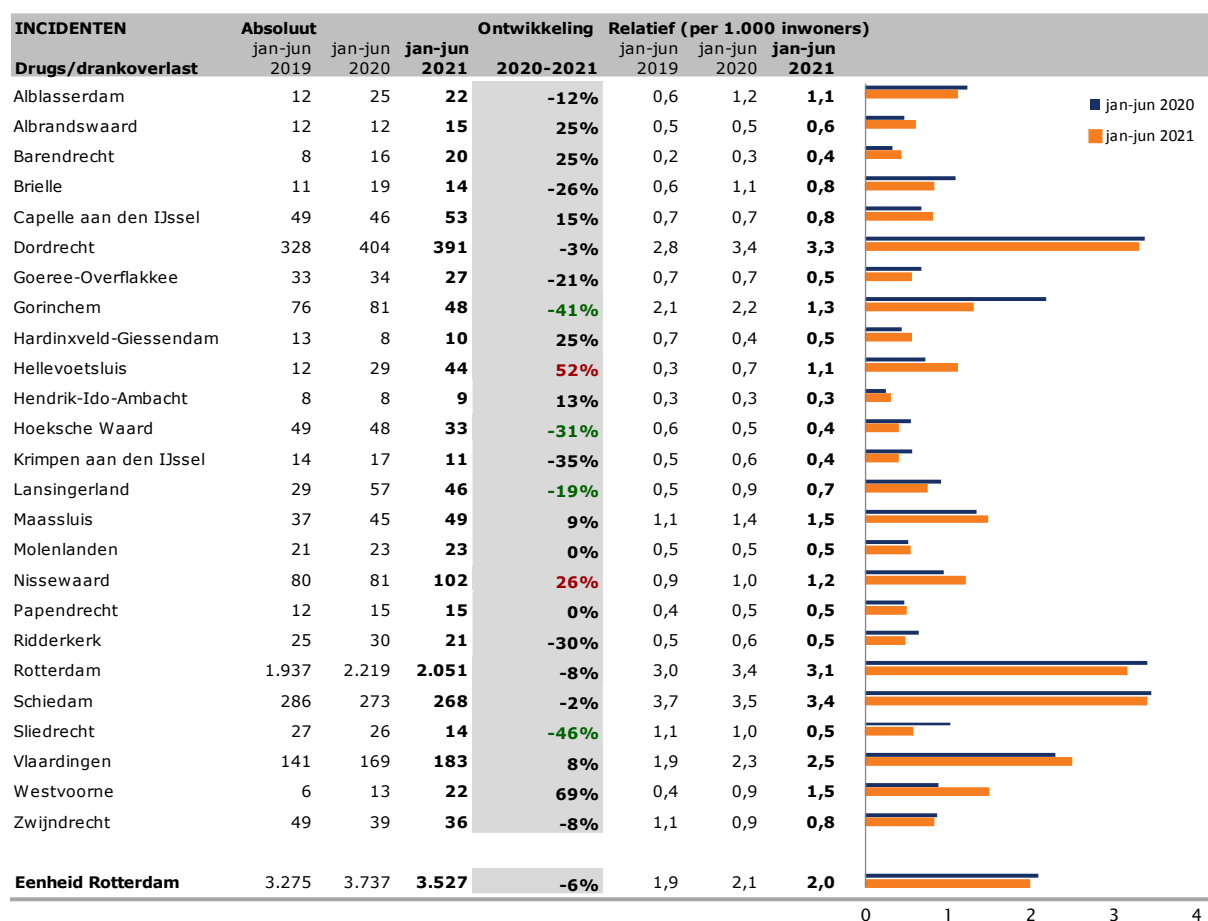 INCIDENTEN Absoluut Ontwikkeling Relatief (per 1.000 inwoners)
jan-jun jan-jun jan-jun jan-jun jan-jun jan-jun
Drugs/drankoverlast 2019 2020 2021 2020-2021 2019 2020 2021
Alblasserdam 12 25 22 -12% 0,6 1,2 1,1
jan-jun 2020
Albrandswaard 12 12 15 25% 0,5 0,5 0,6
jan-jun 2021
Barendrecht 8 16 20 25% 0,2 0,3 0,4
Brielle 11 19 14 -26% 0,6 1,1 0,8
Capelle aan den IJssel 49 46 53 15% 0,7 0,7 0,8
Dordrecht 328 404 391 -3% 2,8 3,4 3,3
Goeree-Overflakkee 33 34 27 -21% 0,7 0,7 0,5
Gorinchem 76 81 48 -41% 2,1 2,2 1,3
Hardinxveld-Giessendam 13 8 10 25% 0,7 0,4 0,5
Hellevoetsluis 12 29 44 52% 0,3 0,7 1,1
Hendrik-Ido-Ambacht 8 8 9 13% 0,3 0,3 0,3
Hoeksche Waard 49 48 33 -31% 0,6 0,5 0,4
Krimpen aan den IJssel 14 17 11 -35% 0,5 0,6 0,4
Lansingerland 29 57 46 -19% 0,5 0,9 0,7
Maassluis 37 45 49 9% 1,1 1,4 1,5
Molenlanden 21 23 23 0% 0,5 0,5 0,5
Nissewaard 80 81 102 26% 0,9 1,0 1,2
Papendrecht 12 15 15 0% 0,4 0,5 0,5
Ridderkerk 25 30 21 -30% 0,5 0,6 0,5
Rotterdam 1.937 2.219 2.051 -8% 3,0 3,4 3,1
Schiedam 286 273 268 -2% 3,7 3,5 3,4
Sliedrecht 27 26 14 -46% 1,1 1,0 0,5
Vlaardingen 141 169 183 8% 1,9 2,3 2,5
Westvoorne 6 13 22 69% 0,4 0,9 1,5
Zwijndrecht 49 39 36 -8% 1,1 0,9 0,8
Eenheid Rotterdam 3.275 3.737 3.527 -6% 1,9 2,1 2,0
0 1 2 3 4